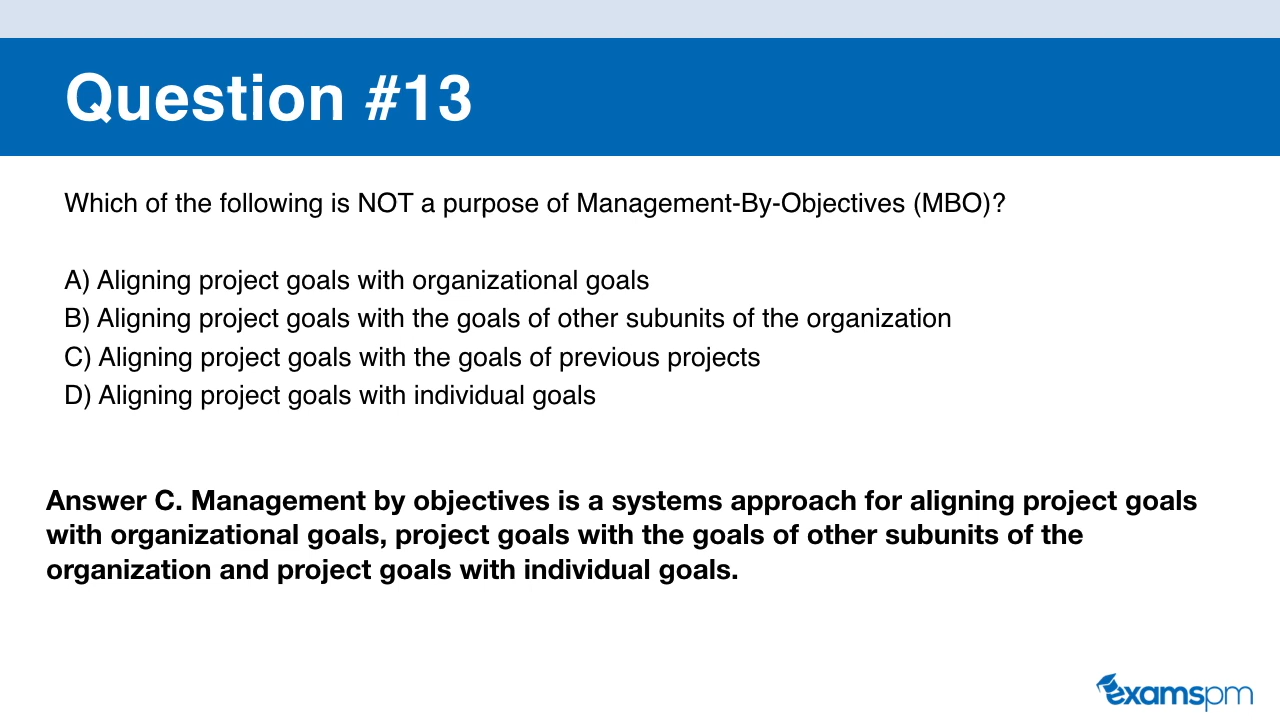 Question #13
Which of the following is NOT a purpose of Management-By-Objectives (MBO)?
A) Aligning project goals with organizational goals
B) Aligning project goals with the goals of other subunits of the organization
C) Aligning project goals with the goals of previous projects
D) Aligning project goals with individual goals
Answer C. Management by objectives is a systems approach for aligning project goals
with organizational goals, project goals with the goals of other subunits of the
organization and project goals with individual goals.
examspm